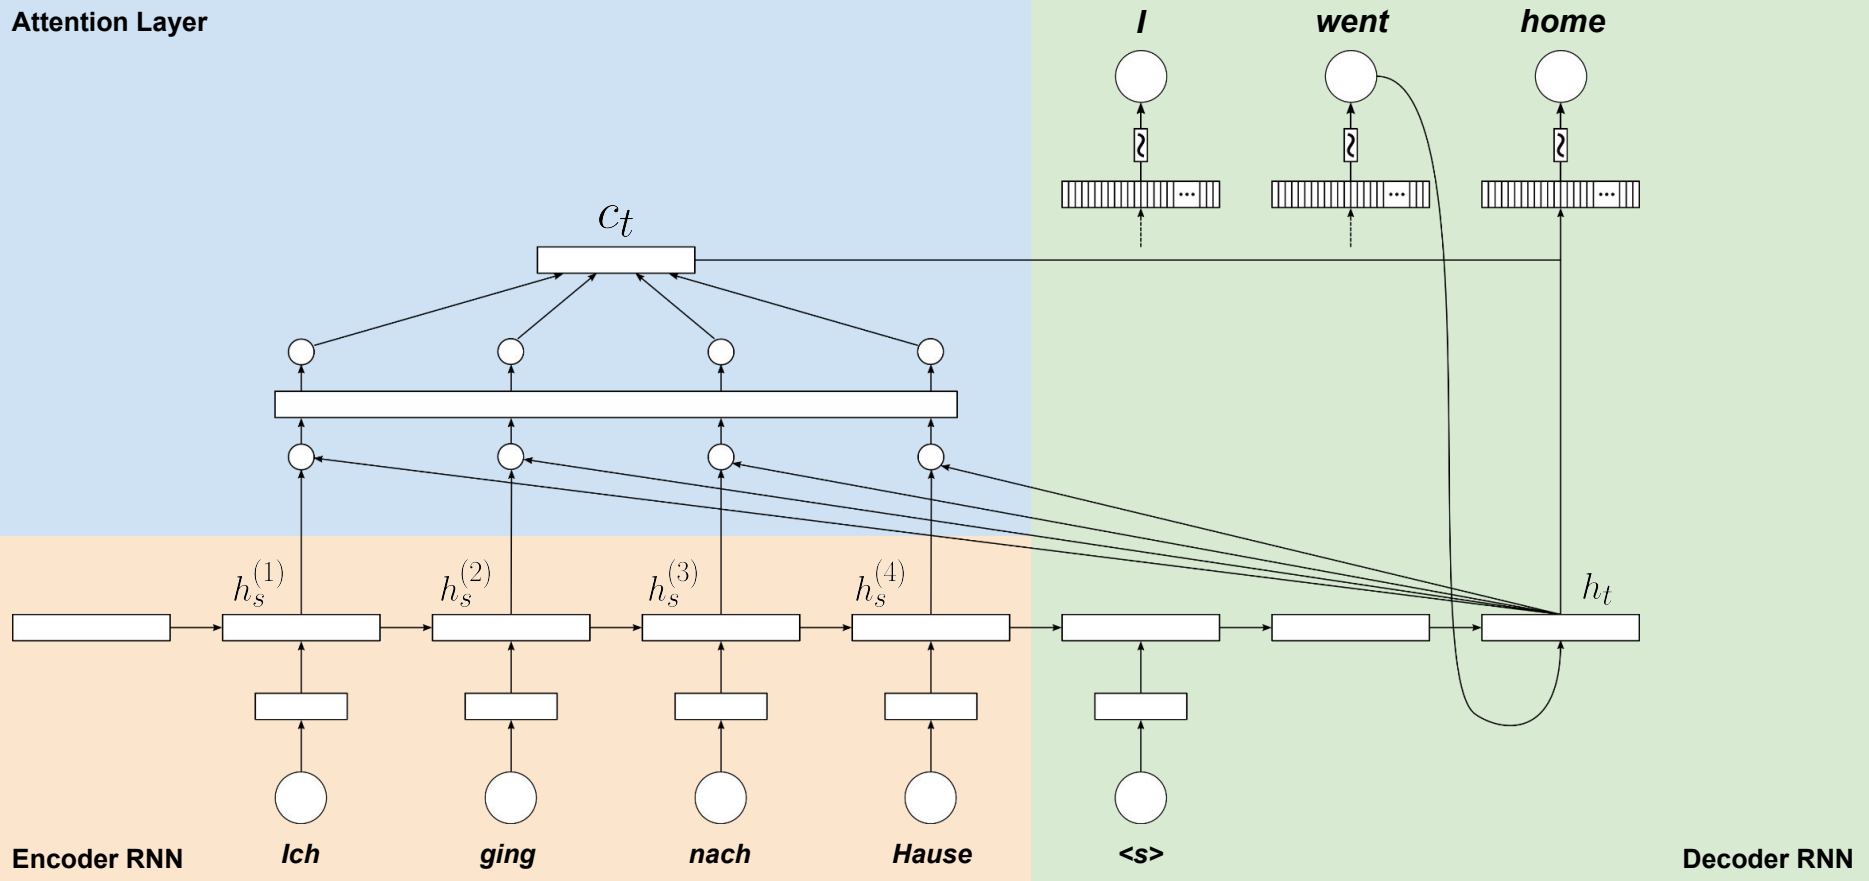 Attention Layer
I went home
...
...
...
c_t
h_s^(1) h_s^(2) h_s^(3) h_s^(4) h_t
Ich ging nach Hause <s>
Encoder RNN
Decoder RNN